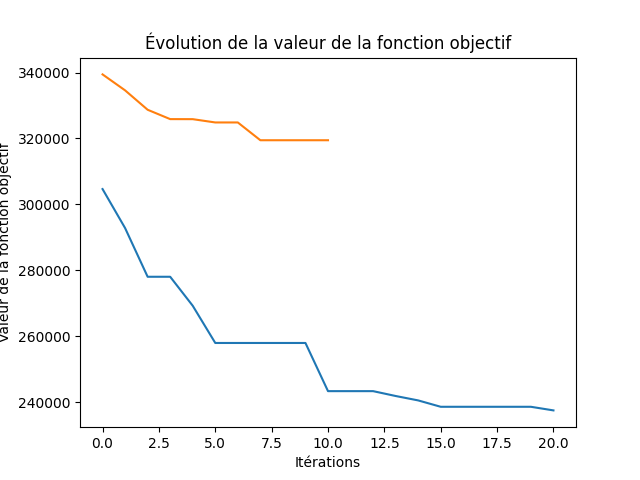 Évolution de la valeur de la fonction objectif
340000
320000
300000
280000
260000
240000
Valeur de la fonction objectif
0.0 2.5 5.0 7.5 10.0 12.5 15.0 17.5 20.0
Itérations